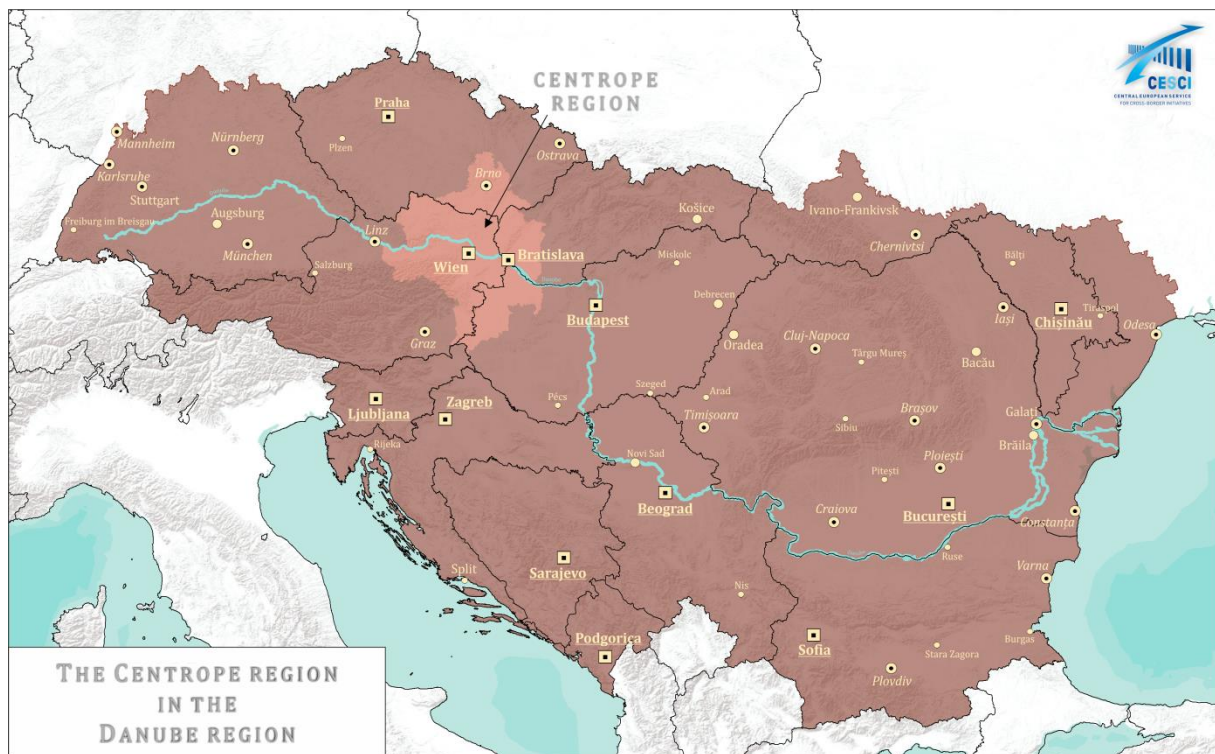 CENTROPE
REGION
CESCI
CENTRAL EUROPEAN SERVICE
FOR CROSS-BORDER INITIATIVES
Praha
Mannheim
Nürnberg
Plzen
Ostrava
Karlsruhe
Stuttgart
Brno
Freiburg im Breisgau
Augsburg
Linz
München
Salzburg
Wien
Bratislava
Košice
Ivano-Frankivsk
Chernivtsi
Miskolc
Bălți
Debrecen
Budapest
Oradea
Cluj-Napoca
Târgu Mureș
Iași
Chișinău
Tiraspol
Odesa
Bacău
Graz
Ljubljana
Zagreb
Pécs
Szeged
Arad
Timișoara
Sibiu
Brașov
Galați
Brăila
Rijeka
Novi Sad
Ploiești
Pitești
Beograd
Craiova
București
Constanța
Ruse
Split
Sarajevo
Nis
Varna
Podgoriça
Sofia
Burgas
Stara Zagora
Plovdiv
THE CENTROPE REGION
IN THE
DANUBE REGION